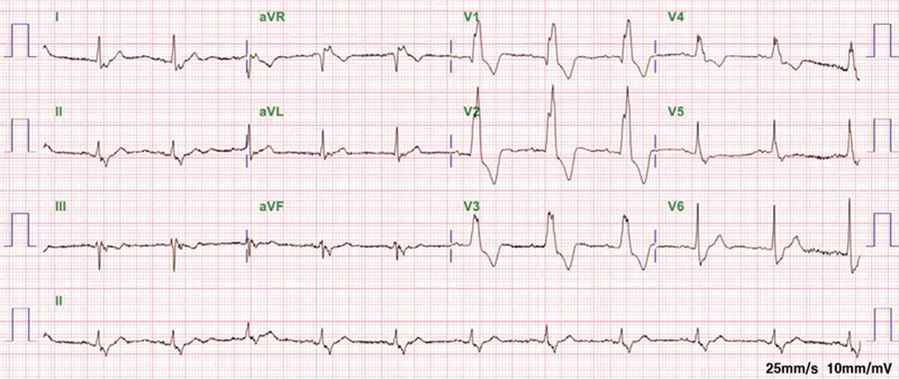 I aVR V1 V4
II aVL V2 V5
III aVF V3 V6
II
25mm/s 10mm/mV